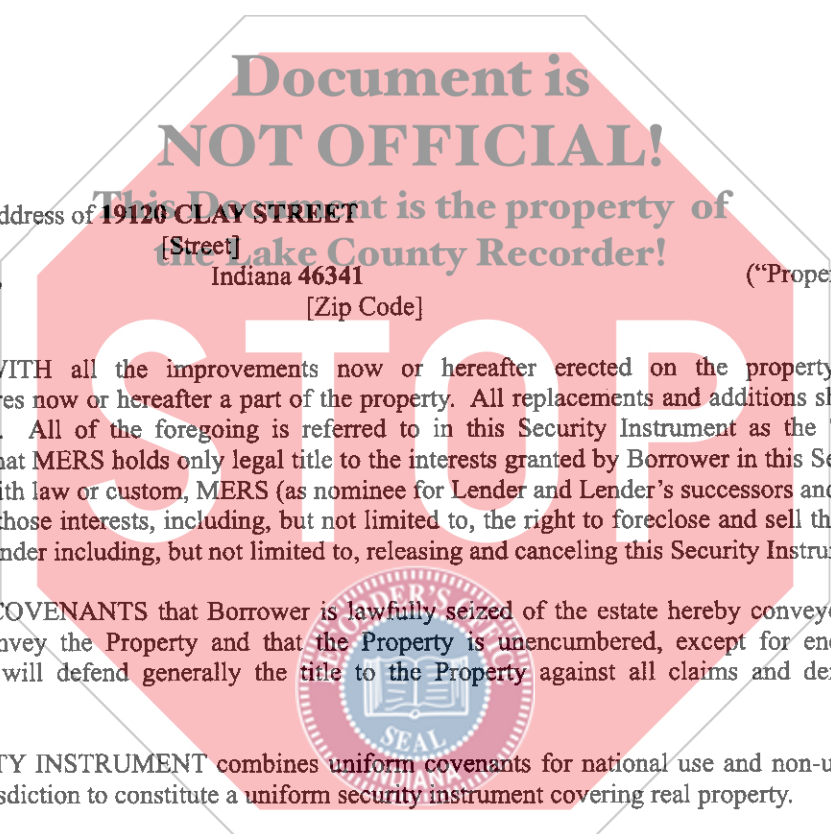 Document is
NOT OFFICIAL!
This Document is the property of
the Lake County Recorder!
ddress of 19120 CLAY STREET
[Street]
, Indiana 46341 (“Proper
[Zip Code]
STOP
WITH all the improvements now or hereafter erected on the property
res now or hereafter a part of the property. All replacements and additions sh
. All of the foregoing is referred to in this Security Instrument as the "
hat MERS holds only legal title to the interests granted by Borrower in this Se
ith law or custom, MERS (as nominee for Lender and Lender's successors and
those interests, including, but not limited to, the right to foreclose and sell th
nder including, but not limited to, releasing and canceling this Security Instru
COVENANTS that Borrower is lawfully seized of the estate hereby conveye
nvey the Property and that the Property is unencumbered, except for enc
will defend generally the title to the Property against all claims and de
TY INSTRUMENT combines uniform covenants for national use and non-u
isdiction to constitute a uniform security instrument covering real property.
SEAL
INDIANA